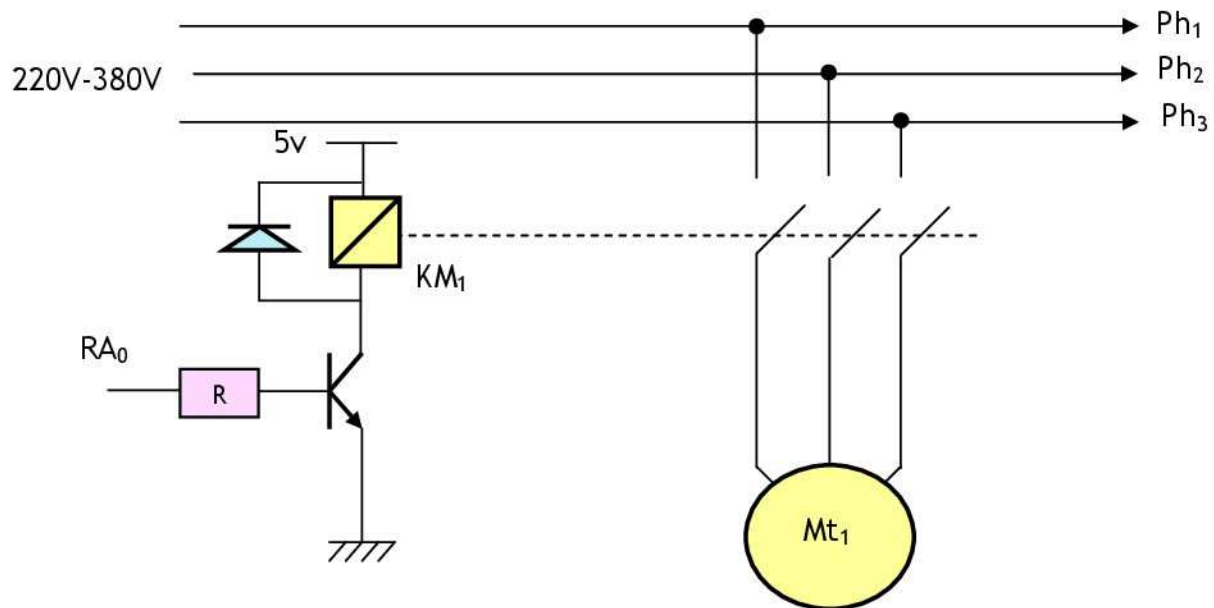 Ph₁
220V-380V
Ph₂
Ph₃
5v
KM₁
RA₀
R
Mt₁